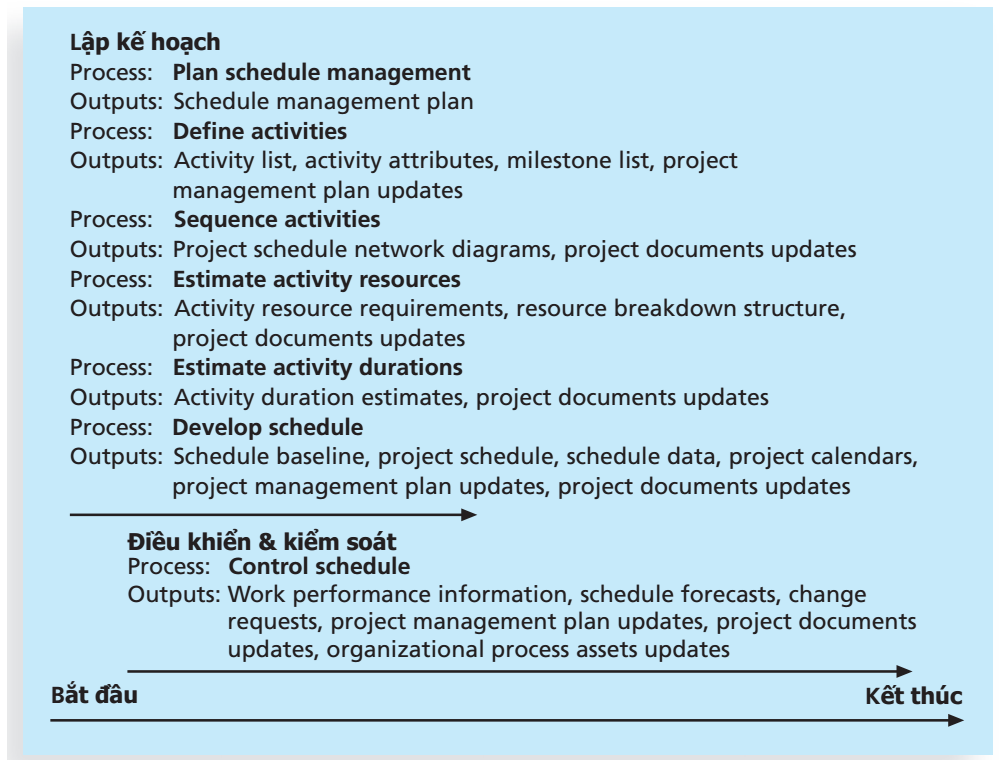 Lập kế hoạch
Process: Plan schedule management
Outputs: Schedule management plan
Process: Define activities
Outputs: Activity list, activity attributes, milestone list, project
management plan updates
Process: Sequence activities
Outputs: Project schedule network diagrams, project documents updates
Process: Estimate activity resources
Outputs: Activity resource requirements, resource breakdown structure,
project documents updates
Process: Estimate activity durations
Outputs: Activity duration estimates, project documents updates
Process: Develop schedule
Outputs: Schedule baseline, project schedule, schedule data, project calendars,
project management plan updates, project documents updates
Điều khiển & kiểm soát
Process: Control schedule
Outputs: Work performance information, schedule forecasts, change
requests, project management plan updates, project documents
updates, organizational process assets updates
Bắt đầu Kết thúc